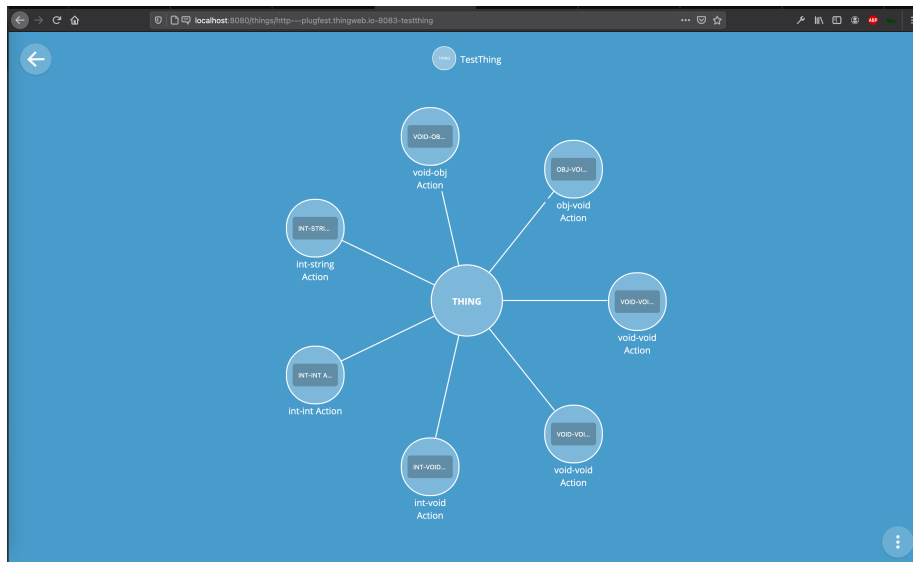 localhost:8080/things/http---plugfest.thingweb.io-8083-testthing
ABP
THING
TestThing
VOID-OB...
void-obj
Action
OBJ-VOI...
obj-void
Action
INT-STRI...
int-string
Action
THING
VOID-VOI...
void-void
Action
INT-INT A...
int-int Action
VOID-VOI...
void-void
Action
INT-VOID...
int-void
Action